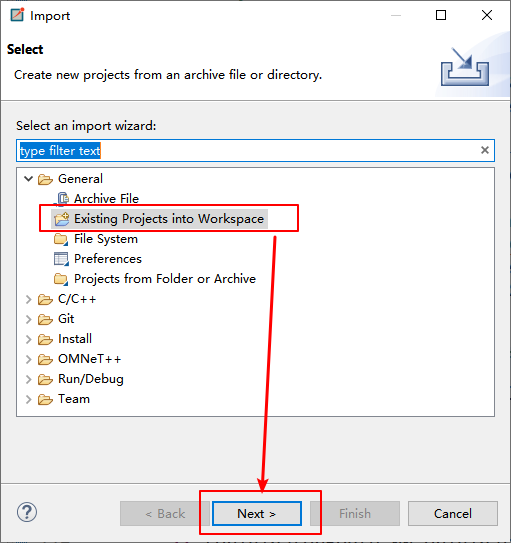 Import
Select
Create new projects from an archive file or directory.
Select an import wizard:
type filter text
General
Archive File
Existing Projects into Workspace
File System
Preferences
Projects from Folder or Archive
C/C++
Git
Install
OMNeT++
Run/Debug
Team
< Back
Next >
Finish
Cancel